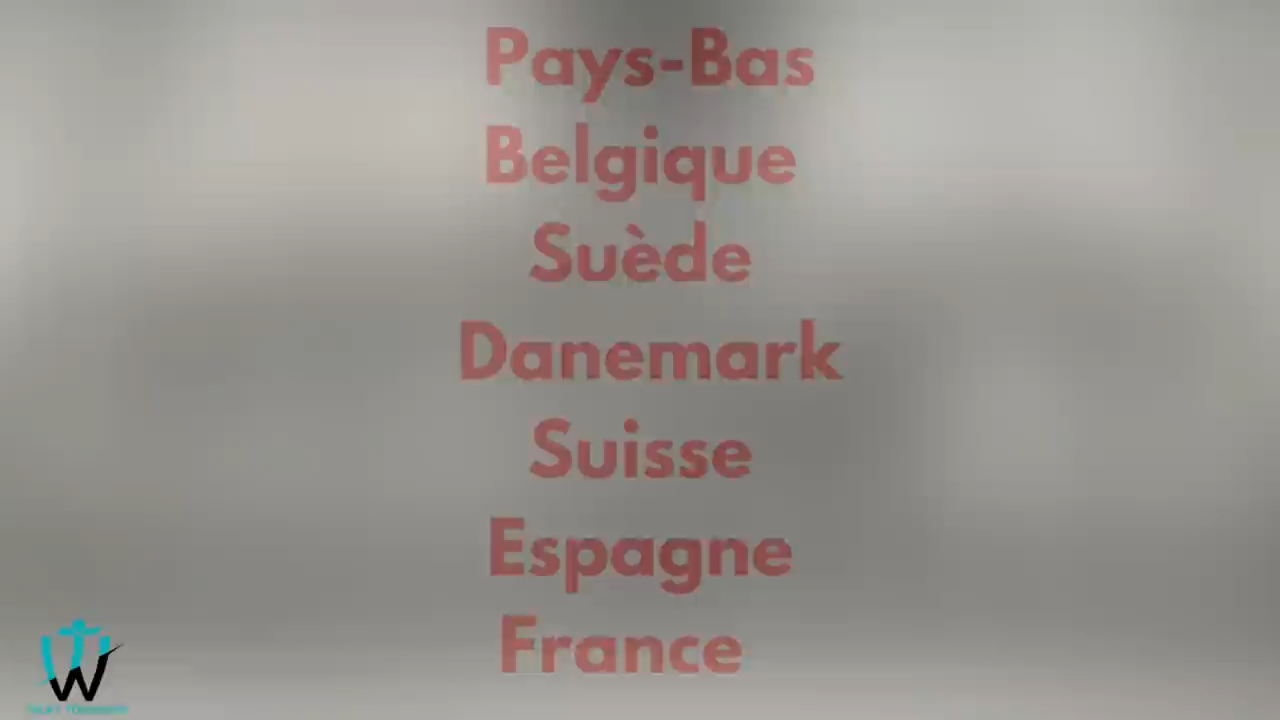 Pays-Bas
Belgique
Suède
Danemark
Suisse
Espagne
France